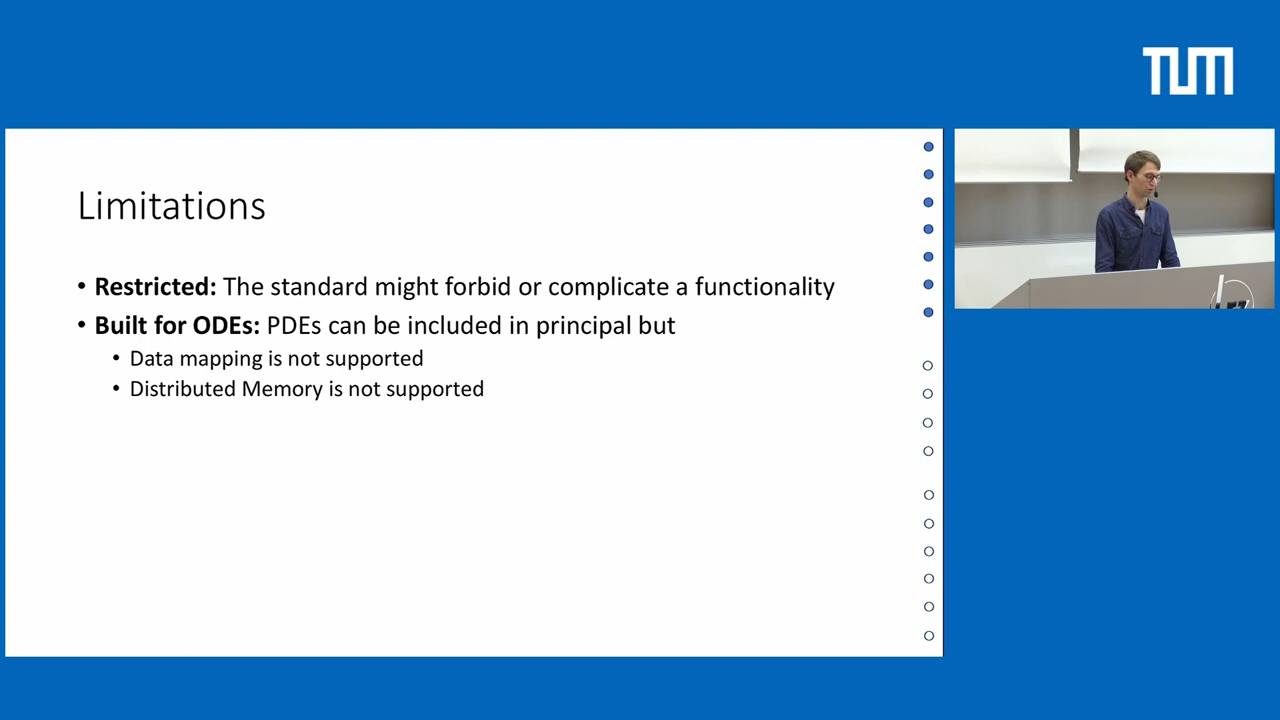 TUM
Limitations
• Restricted: The standard might forbid or complicate a functionality
• Built for ODEs: PDEs can be included in principal but
• Data mapping is not supported
• Distributed Memory is not supported